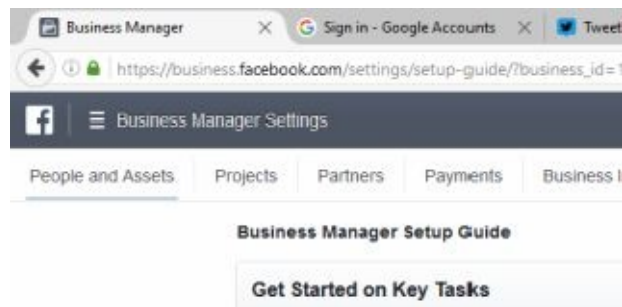 Business Manager Sign in - Google Accounts Tweet
https://business.facebook.com/settings/setup-guide/?business_id=
Business Manager Settings
People and Assets Projects Partners Payments Business
Business Manager Setup Guide
Get Started on Key Tasks